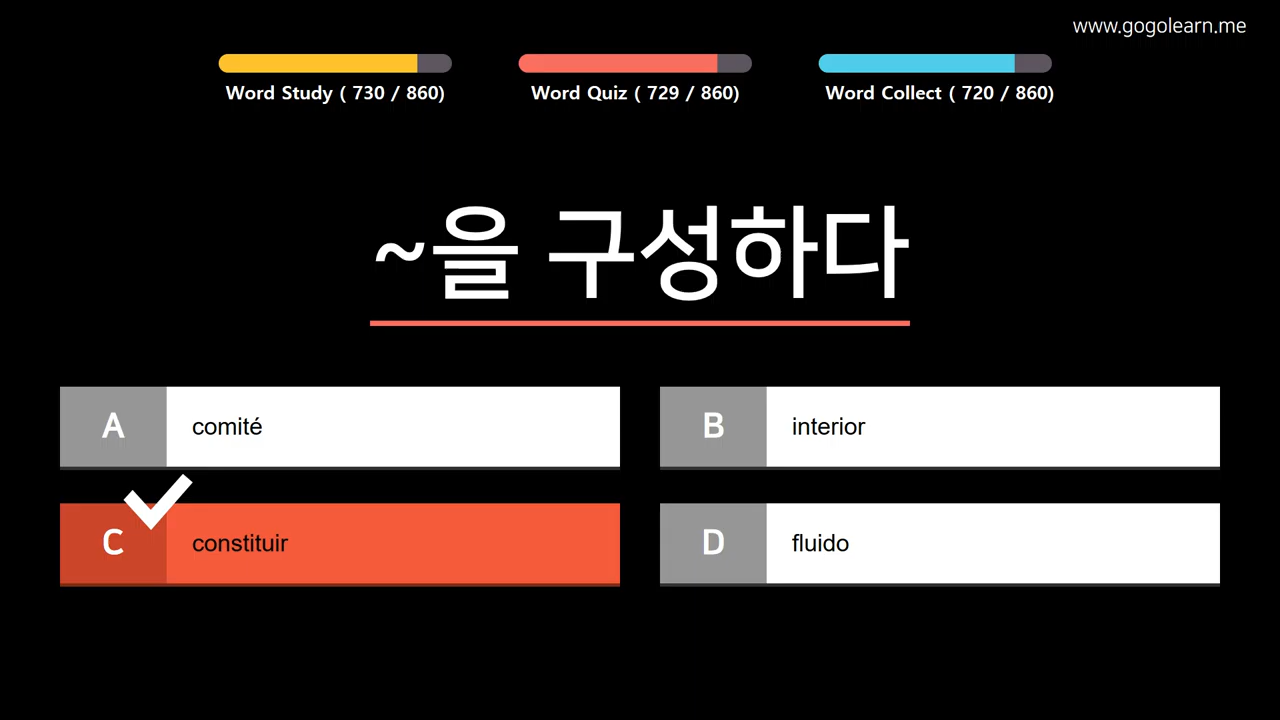 www.gogolearn.me
Word Study ( 730 / 860)
Word Quiz ( 729 / 860)
Word Collect ( 720 / 860)
~을 구성하다
A comité
B interior
C constituir
D fluido